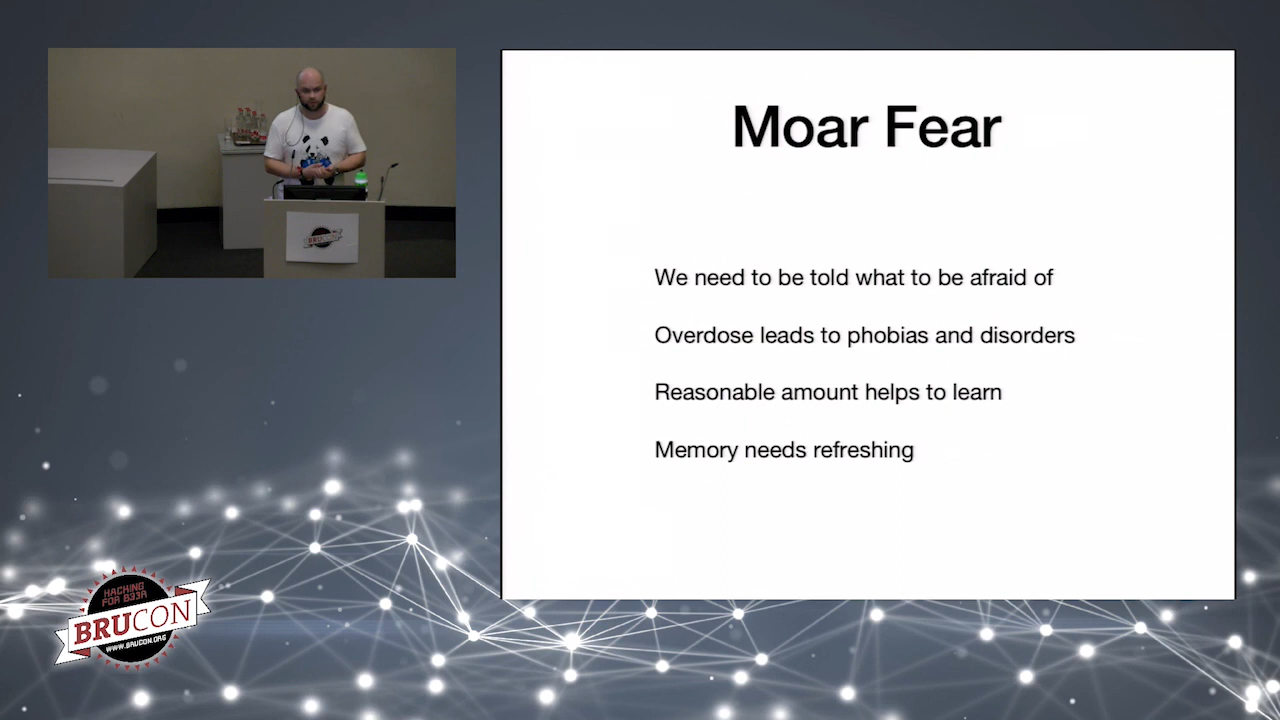 Moar Fear
We need to be told what to be afraid of
Overdose leads to phobias and disorders
Reasonable amount helps to learn
Memory needs refreshing
BRUCON
HACKING
FOR B33R
BRUCON
WWW.BRUCON.ORG